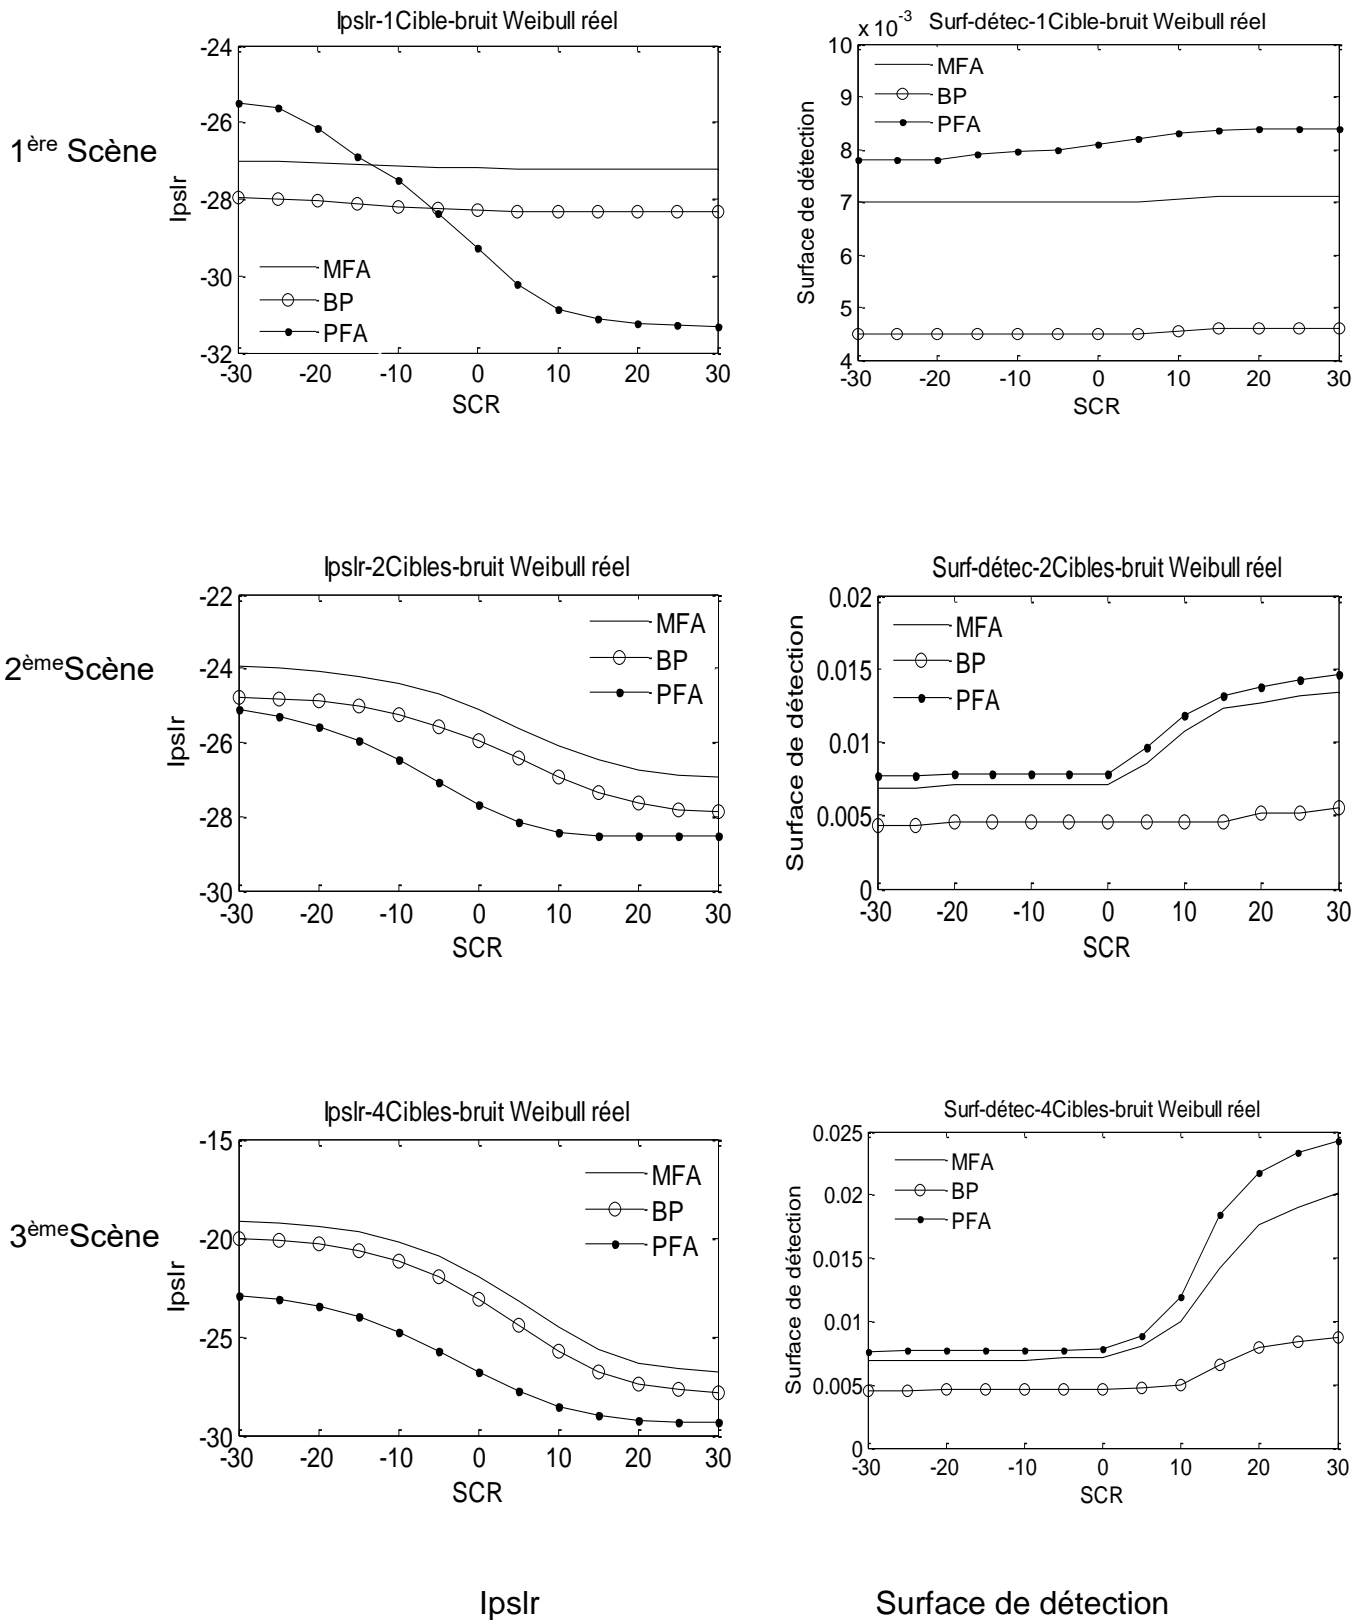 Ipslr-1Cible-bruit Weibull réel
-24
-26
-28
-30
-32
Ipslr
MFA
BP
PFA
-30 -20 -10 0 10 20 30
SCR
1ère Scène
Surf-détec-1Cible-bruit Weibull réel
x 10-3
10
9
8
7
6
5
4
Surface de détection
MFA
BP
PFA
-30 -20 -10 0 10 20 30
SCR
Ipslr-2Cibles-bruit Weibull réel
-22
-24
-26
-28
-30
Ipslr
MFA
BP
PFA
-30 -20 -10 0 10 20 30
SCR
2èmeScène
Surf-détec-2Cibles-bruit Weibull réel
0.02
0.015
0.01
0.005
0
Surface de détection
MFA
BP
PFA
-30 -20 -10 0 10 20 30
SCR
Ipslr-4Cibles-bruit Weibull réel
-15
-20
-25
-30
Ipslr
MFA
BP
PFA
-30 -20 -10 0 10 20 30
SCR
3èmeScène
Surf-détec-4Cibles-bruit Weibull réel
0.025
0.02
0.015
0.01
0.005
0
Surface de détection
MFA
BP
PFA
-30 -20 -10 0 10 20 30
SCR
Ipslr
Surface de détection